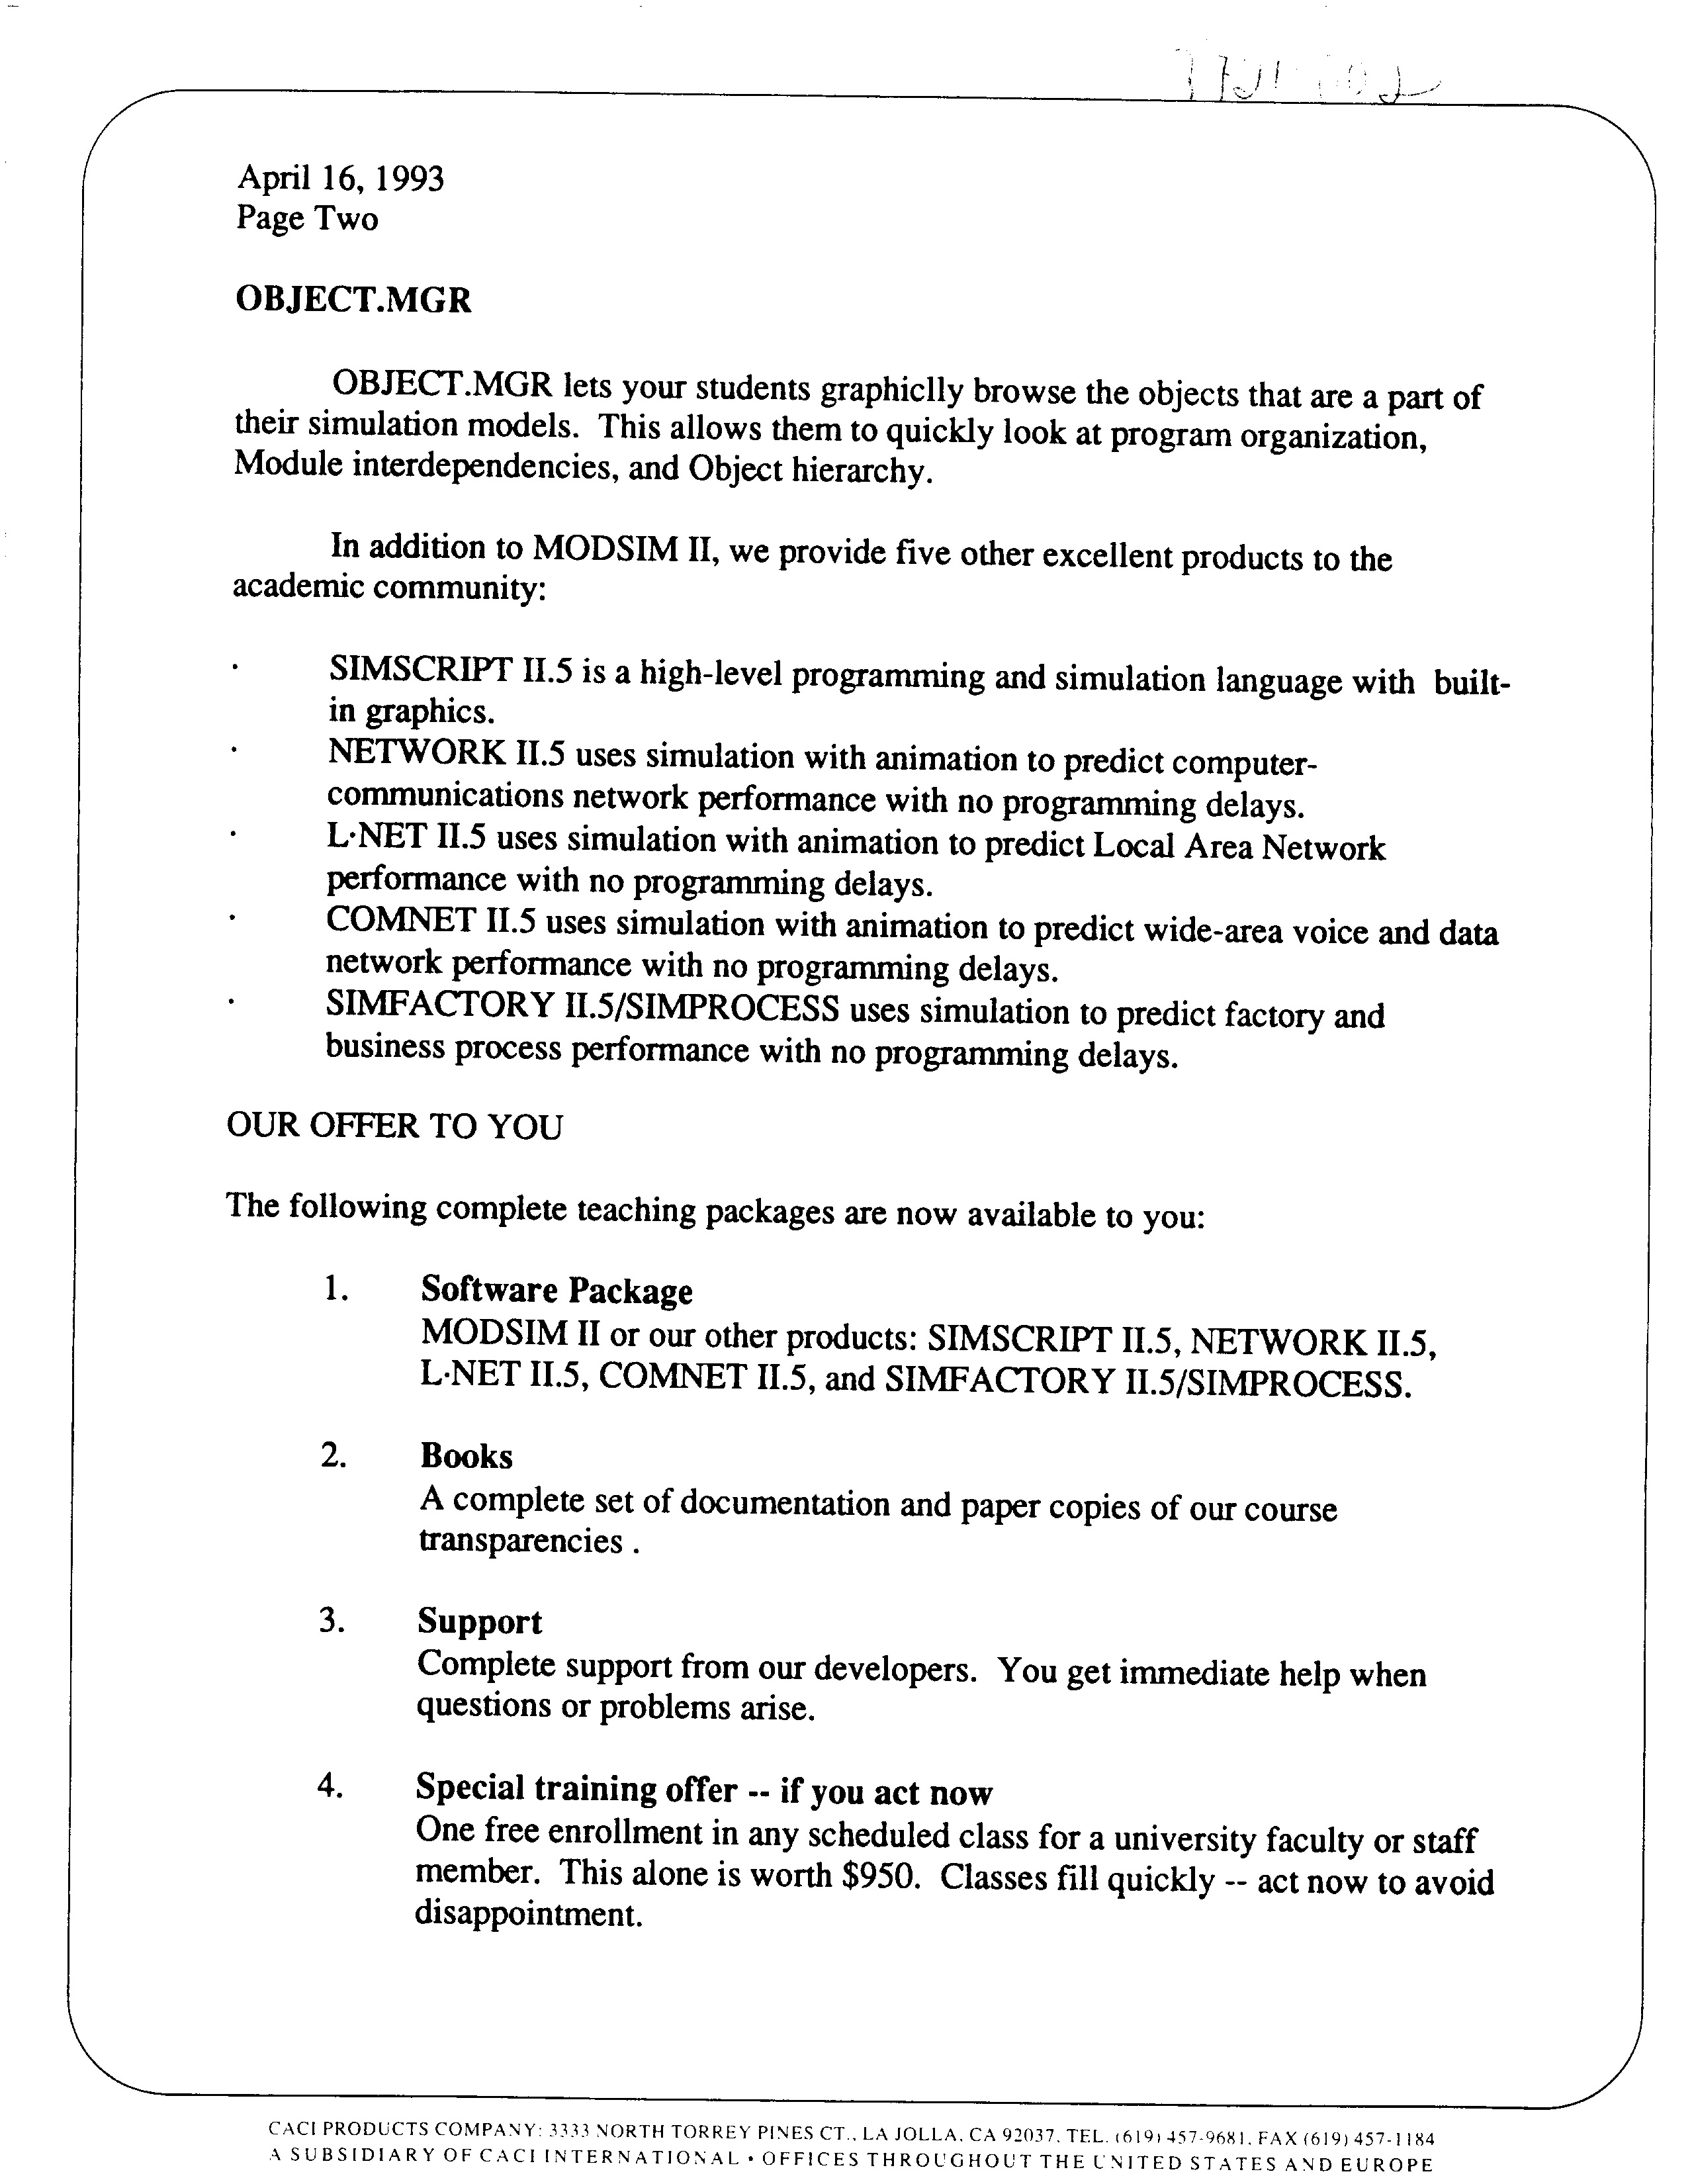 April 16, 1993
Page Two
OBJECT.MGR
OBJECT.MGR lets your students graphiclly browse the objects that are a part of
their simulation models. This allows them to quickly look at program organization,
Module interdependencies, and Object hierarchy.
In addition to MODSIM II, we provide five other excellent products to the
academic community:
· SIMSCRIPT II.5 is a high-level programming and simulation language with built-
in graphics.
· NETWORK II.5 uses simulation with animation to predict computer-
communications network performance with no programming delays.
· L·NET II.5 uses simulation with animation to predict Local Area Network
performance with no programming delays.
· COMNET II.5 uses simulation with animation to predict wide-area voice and data
network performance with no programming delays.
· SIMFACTORY II.5/SIMPROCESS uses simulation to predict factory and
business process performance with no programming delays.
OUR OFFER TO YOU
The following complete teaching packages are now available to you:
1. Software Package
MODSIM II or our other products: SIMSCRIPT II.5, NETWORK II.5,
L·NET II.5, COMNET II.5, and SIMFACTORY II.5/SIMPROCESS.
2. Books
A complete set of documentation and paper copies of our course
transparencies .
3. Support
Complete support from our developers. You get immediate help when
questions or problems arise.
4. Special training offer -- if you act now
One free enrollment in any scheduled class for a university faculty or staff
member. This alone is worth $950. Classes fill quickly -- act now to avoid
disappointment.
CACI PRODUCTS COMPANY: 3333 NORTH TORREY PINES CT., LA JOLLA, CA 92037, TEL. (619) 457-9681, FAX (619) 457-1184
A SUBSIDIARY OF CACI INTERNATIONAL • OFFICES THROUGHOUT THE UNITED STATES AND EUROPE